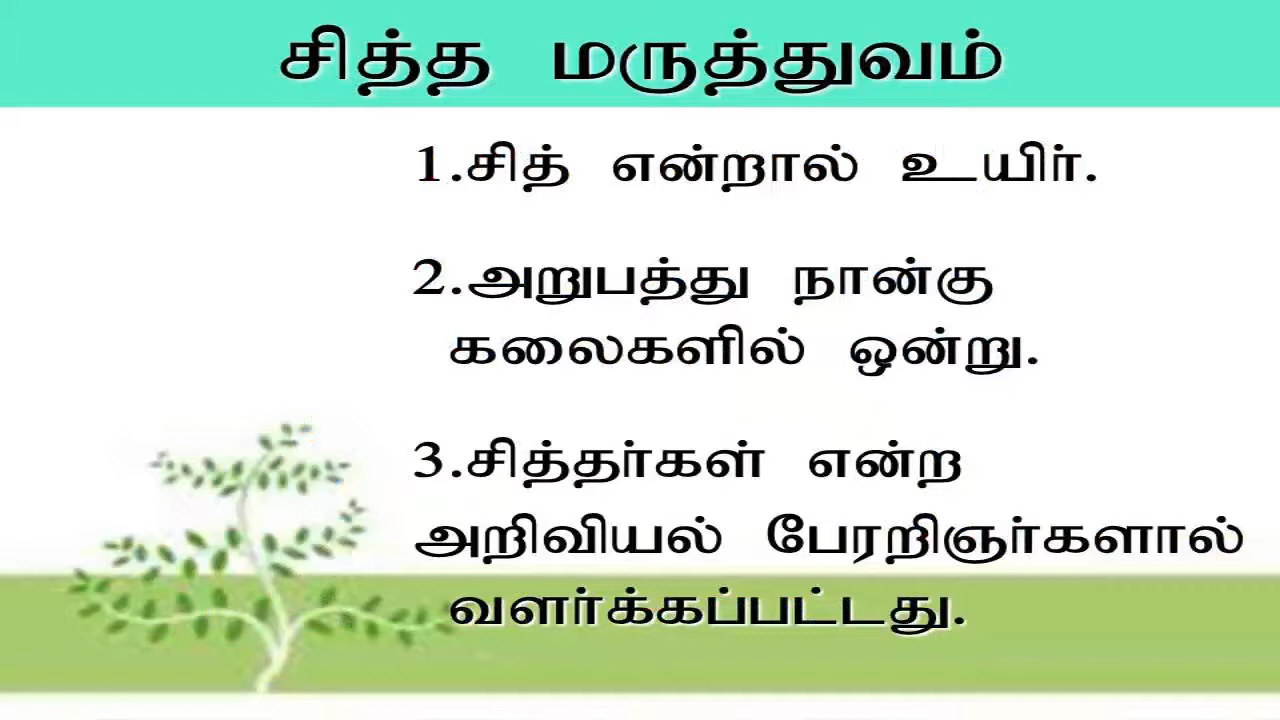 சித்த மருத்துவம்
1.சித் என்றால் உயிர்.
2.அறுபத்து நான்கு
கலைகளில் ஒன்று.
3.சித்தர்கள் என்ற
அறிவியல் பேரறிஞர்களால்
வளர்க்கப்பட்டது.